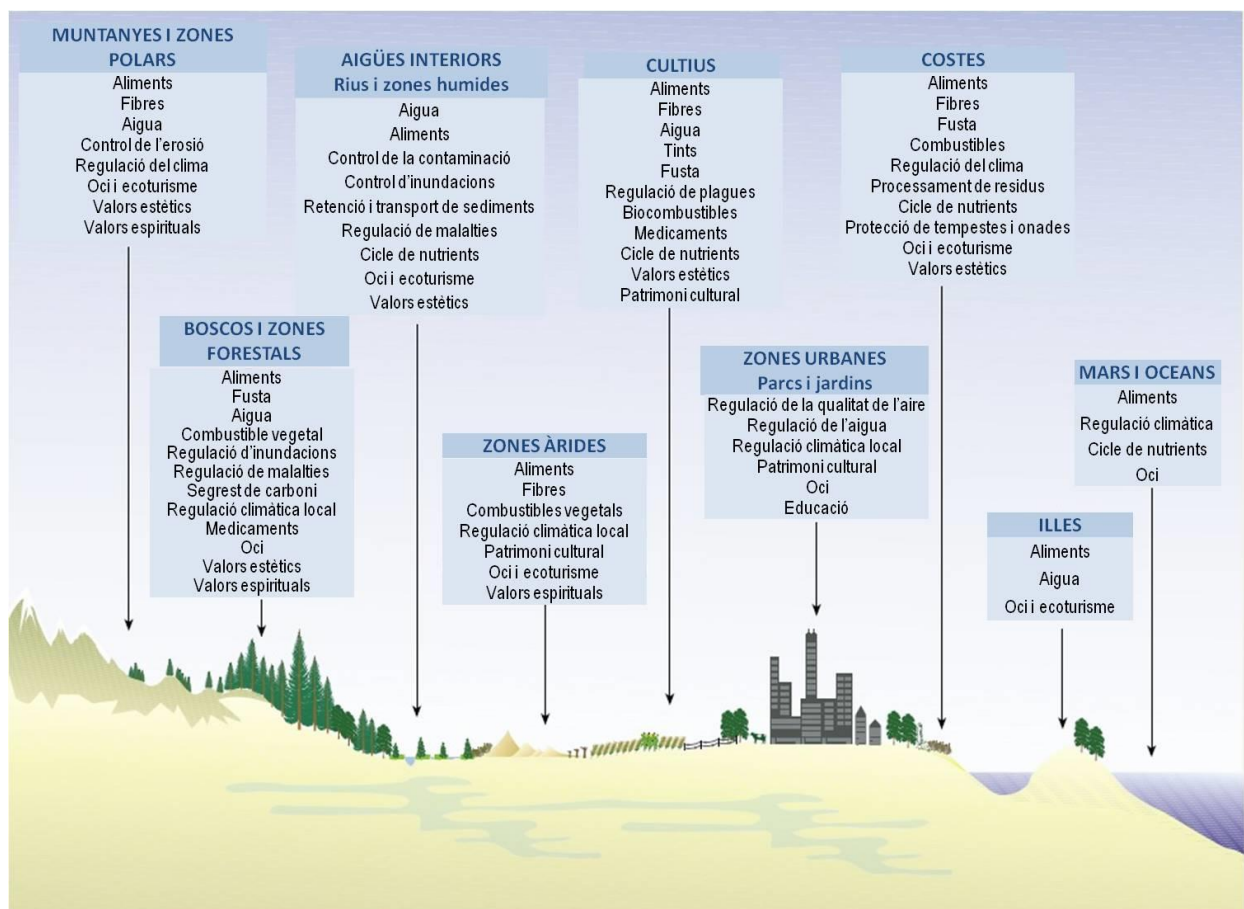 MUNTANYES I ZONES
POLARS
Aliments
Fibres
Aigua
Control de l'erosió
Regulació del clima
Oci i ecoturisme
Valors estètics
Valors espirituals
AIGÜES INTERIORS
Rius i zones humides
Aigua
Aliments
Control de la contaminació
Control d'inundacions
Retenció i transport de sediments
Regulació de malalties
Cicle de nutrients
Oci i ecoturisme
Valors estètics
CULTIUS
Aliments
Fibres
Aigua
Tints
Fusta
Regulació de plagues
Biocombustibles
Medicaments
Cicle de nutrients
Valors estètics
Patrimoni cultural
COSTES
Aliments
Fibres
Fusta
Combustibles
Regulació del clima
Processament de residus
Cicle de nutrients
Protecció de tempestes i onades
Oci i ecoturisme
Valors estètics
BOSCOS I ZONES
FORESTALS
Aliments
Fusta
Aigua
Combustible vegetal
Regulació d'inundacions
Regulació de malalties
Segrest de carboni
Regulació climàtica local
Medicaments
Oci
Valors estètics
Valors espirituals
ZONES ÀRIDES
Aliments
Fibres
Combustibles vegetals
Regulació climàtica local
Patrimoni cultural
Oci i ecoturisme
Valors espirituals
ZONES URBANES
Parcs i jardins
Regulació de la qualitat de l'aire
Regulació de l'aigua
Regulació climàtica local
Patrimoni cultural
Oci
Educació
MARS I OCEANS
Aliments
Regulació climàtica
Cicle de nutrients
Oci
ILLES
Aliments
Aigua
Oci i ecoturisme